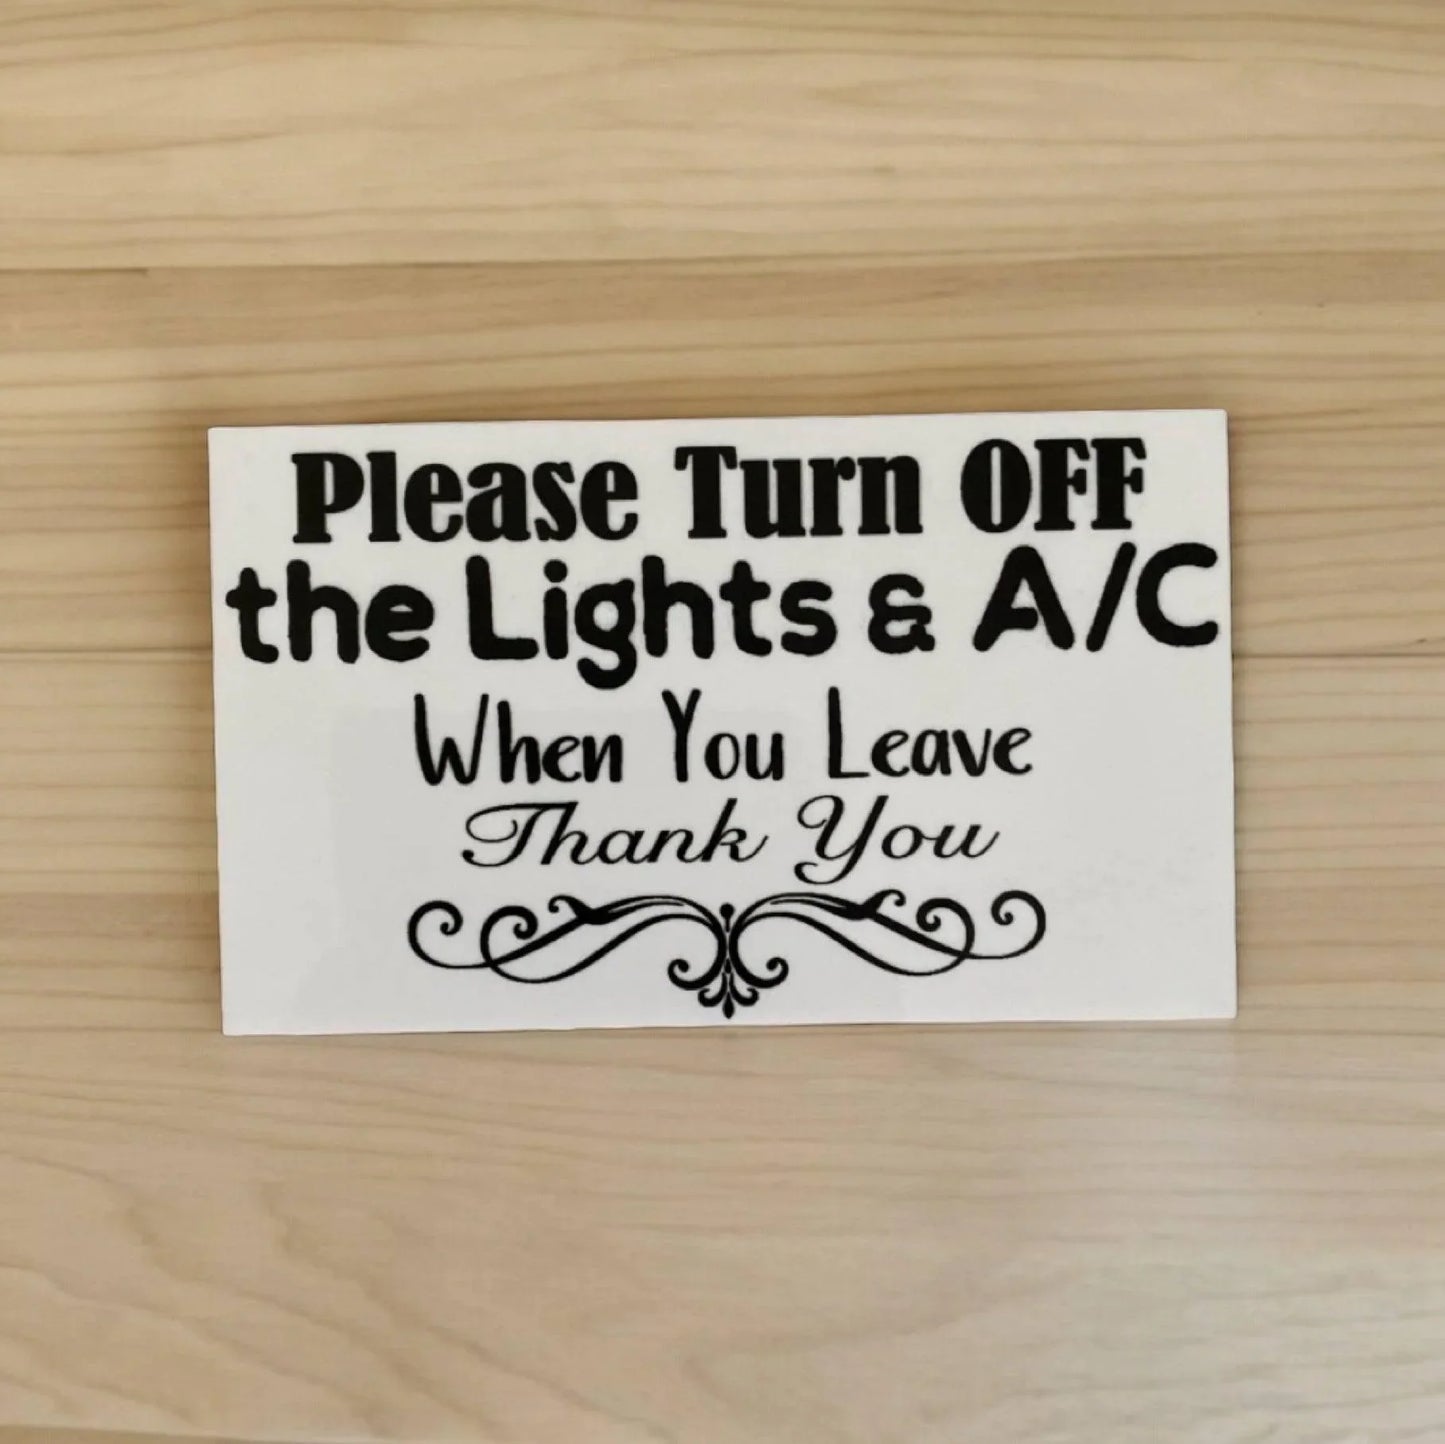 Please Turn OFF
the Lights & A/C
When You Leave
Thank You